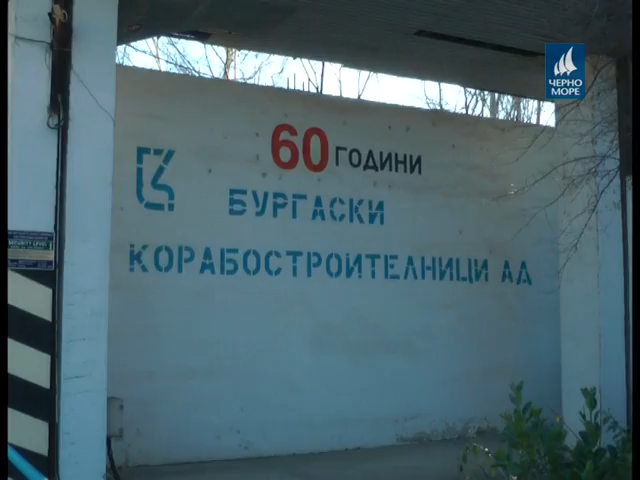 ЧЕРНО
МОРЕ
60 ГОДИНИ
БУРГАСКИ
КОРАБОСТРОИТЕЛНИЦИ АД